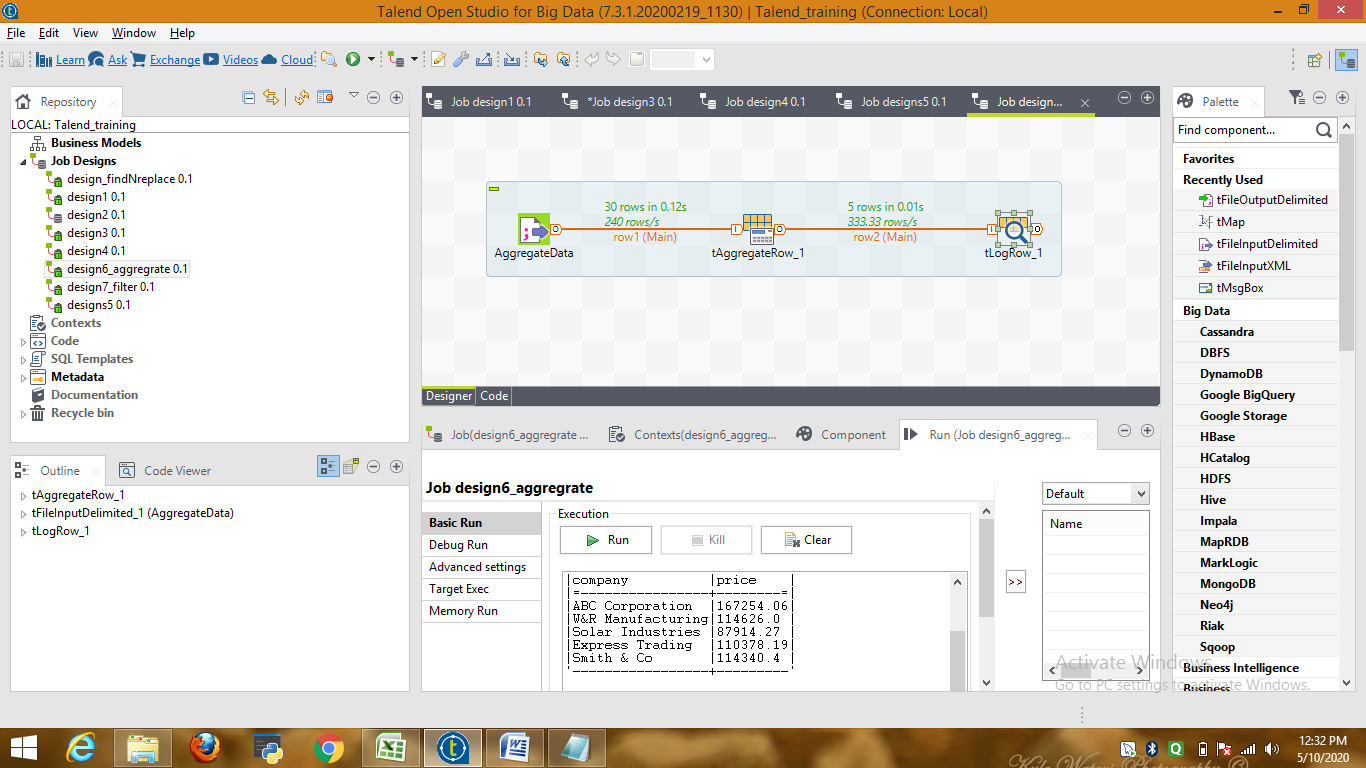 Talend Open Studio for Big Data (7.3.1.20200219_1130) | Talend_training (Connection: Local)
File Edit View Window Help
Learn Ask Exchange Videos Cloud
Repository
LOCAL: Talend_training
Business Models
Job Designs
design_findNreplace 0.1
design1 0.1
design2 0.1
design3 0.1
design4 0.1
design6_aggregrate 0.1
design7_filter 0.1
designs5 0.1
Contexts
Code
SQL Templates
Metadata
Documentation
Recycle bin
Outline Code Viewer
tAggregateRow_1
tFileInputDelimited_1 (AggregateData)
tLogRow_1
Job design1 0.1 *Job design3 0.1 Job design4 0.1 Job designs5 0.1 Job design...
30 rows in 0.12s
240 rows/s
row1 (Main)
5 rows in 0.01s
333.33 rows/s
row2 (Main)
AggregateData
tAggregateRow_1
tLogRow_1
Designer Code
Job(design6_aggregrate ... Contexts(design6_aggreg... Component Run (Job design6_aggreg...
Job design6_aggregrate
Basic Run
Debug Run
Advanced settings
Target Exec
Memory Run
Execution
Run Kill Clear
|company |price |
|=-----------------+---------=|
|ABC Corporation |167254.06|
|W&R Manufacturing|114626.0 |
|Solar Industries |87914.27 |
|Express Trading |110378.19|
|Smith & Co |114340.4 |
'-----------------+---------'
>>
Default
Name
Palette
Find component...
Favorites
Recently Used
tFileOutputDelimited
tMap
tFileInputDelimited
tFileInputXML
tMsgBox
Big Data
Cassandra
DBFS
DynamoDB
Google BigQuery
Google Storage
HBase
HCatalog
HDFS
Hive
Impala
MapRDB
MarkLogic
MongoDB
Neo4j
Riak
Sqoop
Business Intelligence
Business
Activate Windows
Go to PC settings to activate Windows.
12:32 PM
5/10/2020